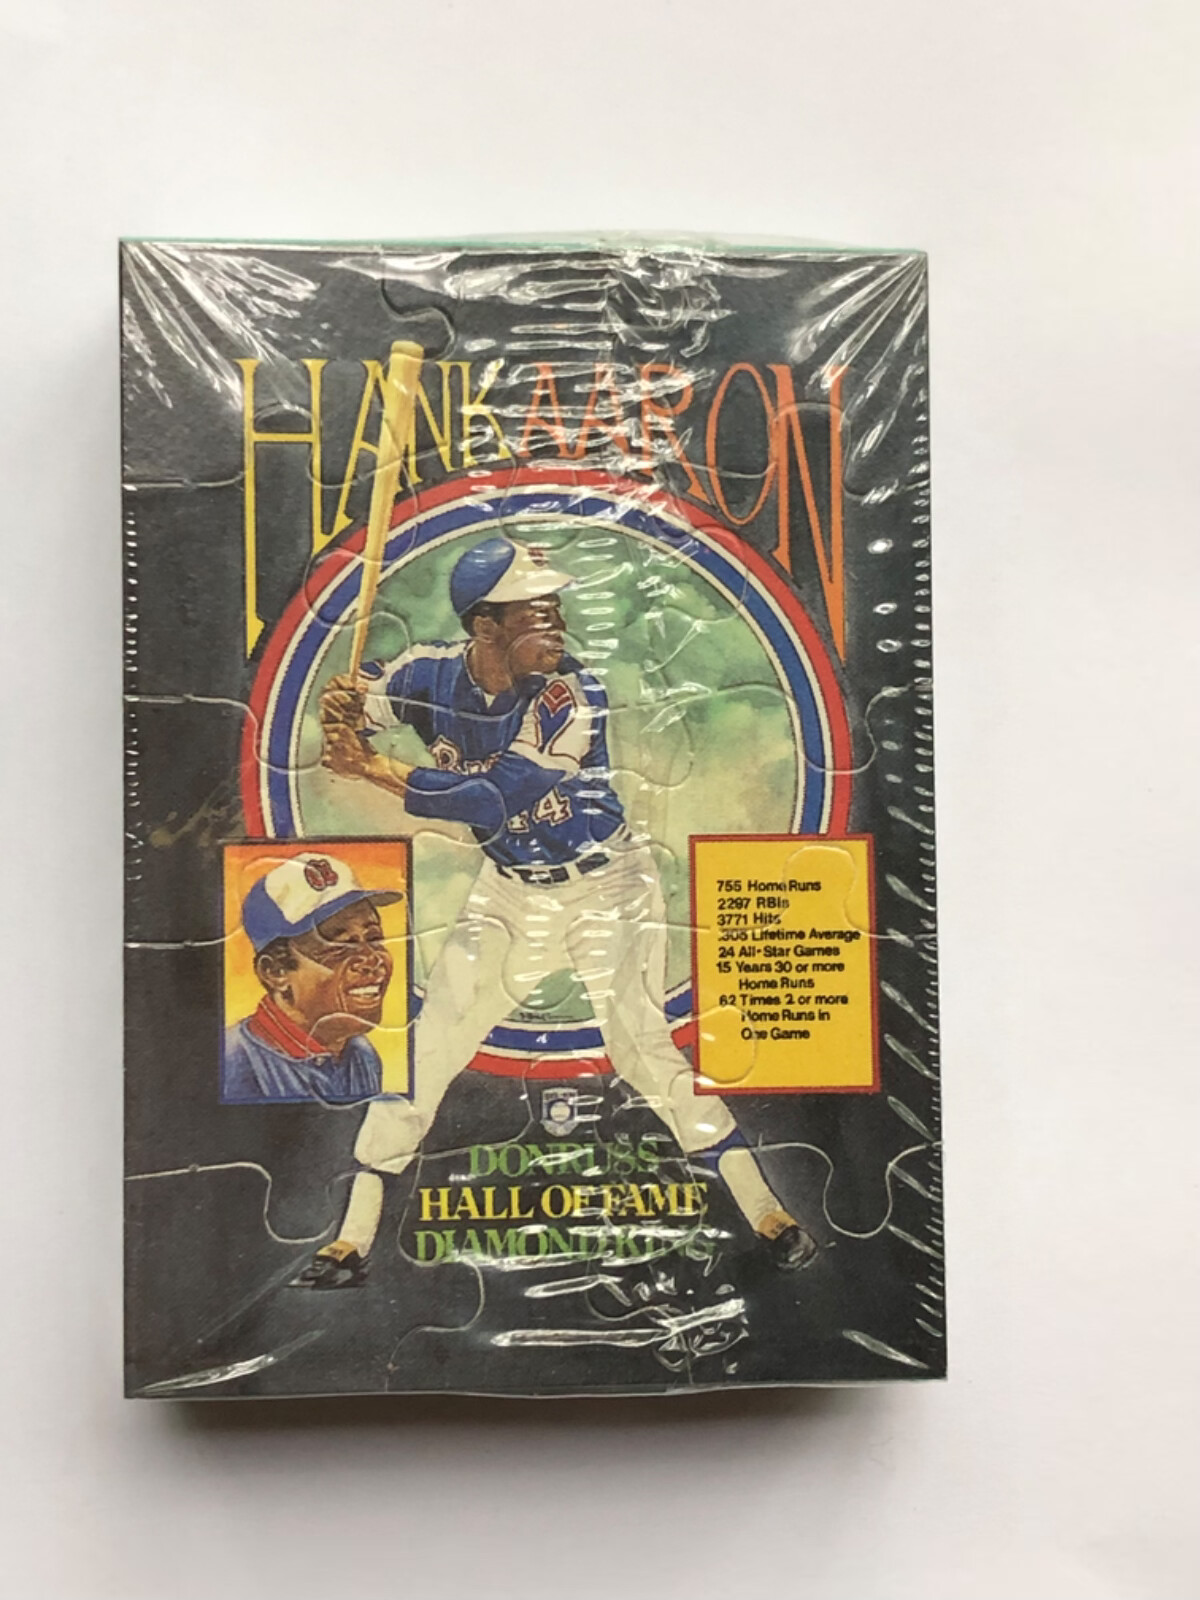 HANK AARON
755 Home Runs
2297 RBIs
3771 Hits
.305 Lifetime Average
24 All-Star Games
15 Years 30 or more
Home Runs
62 Times 2 or more
Home Runs in
One Game
44
DONRUSS
HALL OF FAME
DIAMOND KING